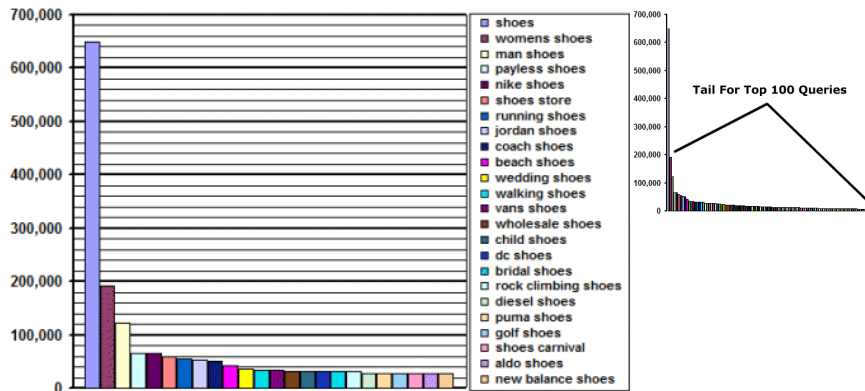 700,000
600,000
500,000
400,000
300,000
200,000
100,000
0
shoes
womens shoes
man shoes
payless shoes
nike shoes
shoes store
running shoes
jordan shoes
coach shoes
beach shoes
wedding shoes
walking shoes
vans shoes
wholesale shoes
child shoes
dc shoes
bridal shoes
rock climbing shoes
diesel shoes
puma shoes
golf shoes
shoes carnival
aldo shoes
new balance shoes
700,000
600,000
500,000
400,000
300,000
200,000
100,000
0
Tail For Top 100 Queries